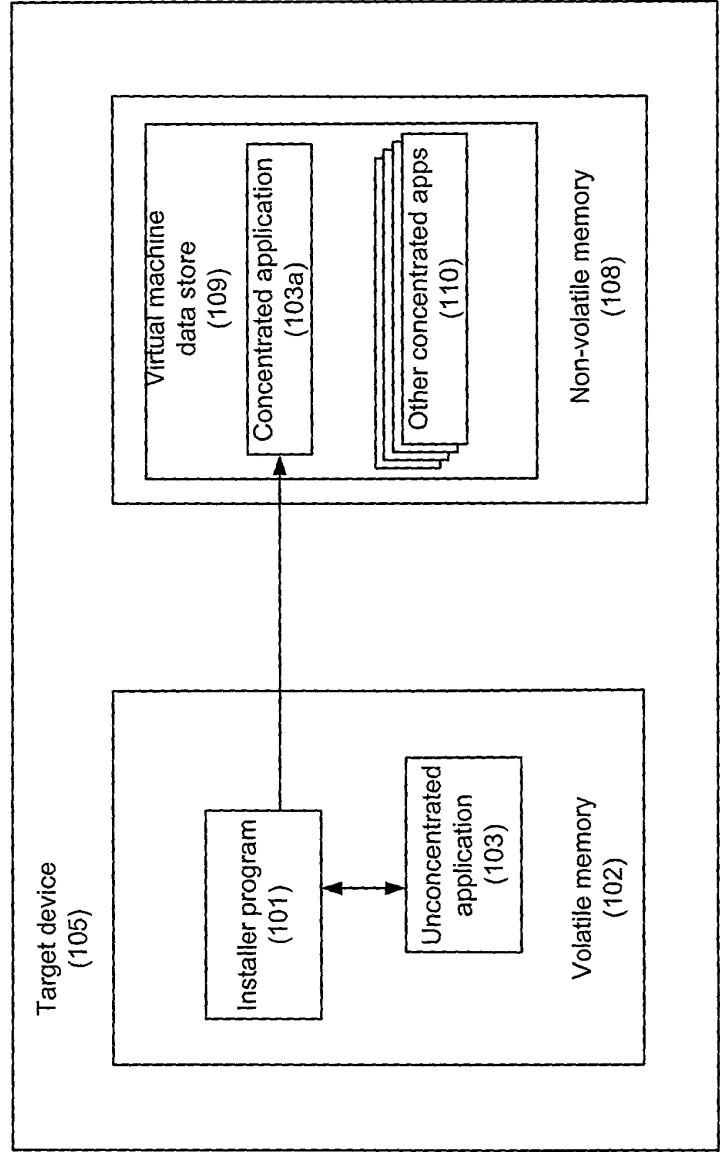 Target device
(105)
Installer program
(101)
Unconcentrated
application
(103)
Volatile memory
(102)
Virtual machine
data store
(109)
Concentrated application
(103a)
Other concentrated apps
(110)
Non-volatile memory
(108)